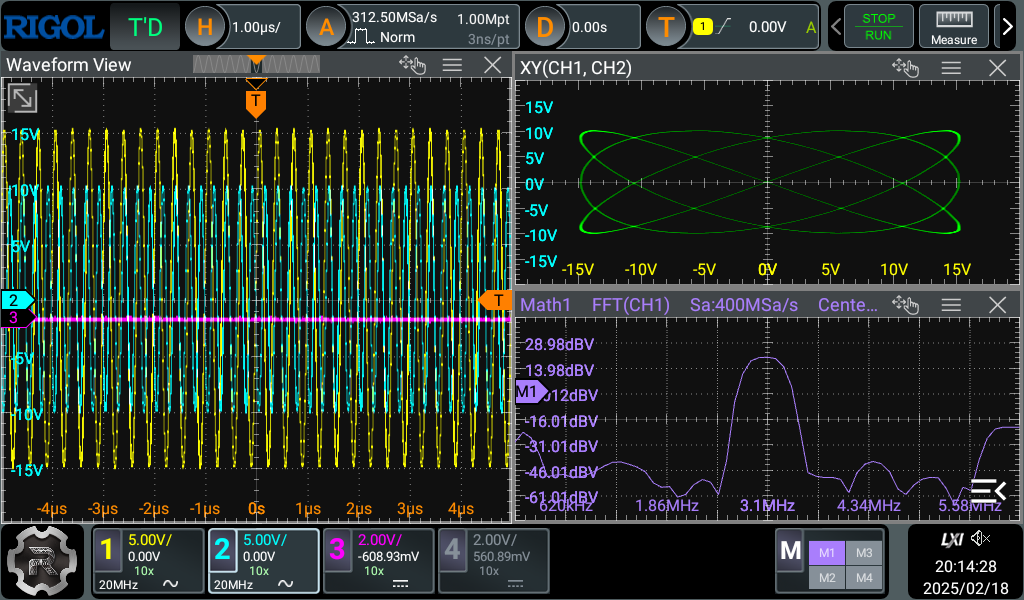 RIGOL T'D H 1.00μs/ A 312.50MSa/s 1.00Mpt D 0.00s T 1 0.00V A STOP
Norm 3ns/pt RUN Measure
Waveform View
T
15V
10V
5V
2
T
3
-5V
-10V
-15V
-4μs -3μs -2μs -1μs 0s 1μs 2μs 3μs 4μs
XY(CH1, CH2)
15V
10V
5V
0V
-5V
-10V
-15V
-15V -10V -5V 0V 5V 10V 15V
Math1 FFT(CH1) Sa:400MSa/s Cente...
28.98dBV
13.98dBV
M1
-16.01dBV
-31.01dBV
-46.01dBV
-61.01dBV
620kHz 1.86MHz 3.1MHz 4.34MHz 5.58MHz
R
1 5.00V/
0.00V
10x
20MHz
2 5.00V/
0.00V
10x
20MHz
3 2.00V/
-608.93mV
10x
4 2.00V/
560.89mV
10x
M M1 M3
M2 M4
LXI
20:14:28
2025/02/18